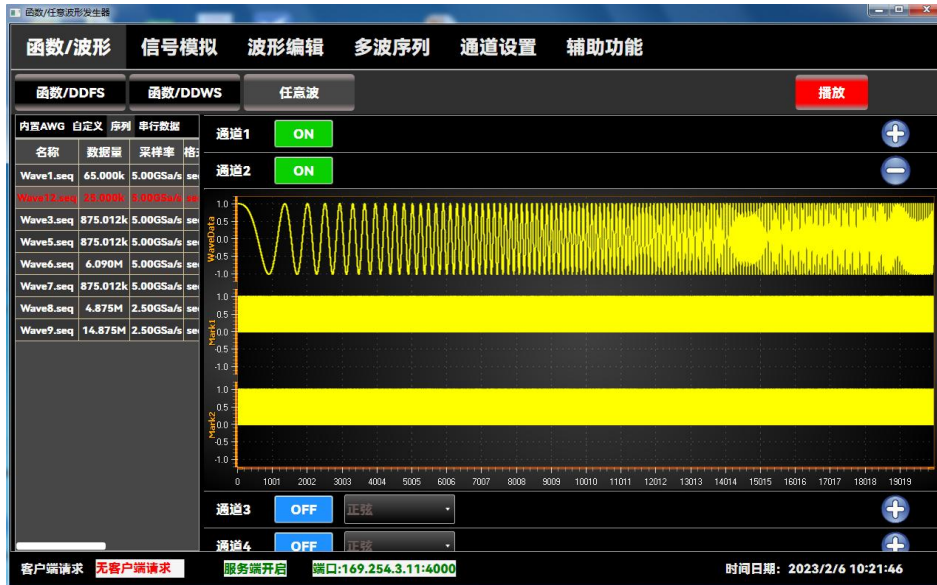 函数/任意波形发生器
函数/波形 信号模拟 波形编辑 多波序列 通道设置 辅助功能
函数/DDFS 函数/DDWS 任意波 播放
内置AWG 自定义 序列 串行数据
名称 数据量 采样率
Wave1.seq 65.000k 5.00GSa/s
Wave12.seq 25.000k 5.00GSa/s
Wave3.seq 875.012k 5.00GSa/s
Wave5.seq 875.012k 5.00GSa/s
Wave6.seq 6.090M 5.00GSa/s
Wave7.seq 875.012k 5.00GSa/s
Wave8.seq 4.875M 2.50GSa/s
Wave9.seq 14.875M 2.50GSa/s
通道1 ON
通道2 ON
WaveData
1.0
0.5
0.0
-0.5
-1.0
Mark1
1.0
0.5
0.0
-0.5
-1.0
Mark2
1.0
0.5
0.0
-0.5
-1.0
0 1001 2002 3003 4004 5005 6006 7007 8008 9009 10010 11011 12012 13013 14014 15015 16016 17017 18018 19019
通道3 OFF 正弦
通道4 OFF 正弦
客户端请求 无客户端请求 服务端开启 端口:169.254.3.11:4000 时间日期: 2023/2/6 10:21:46